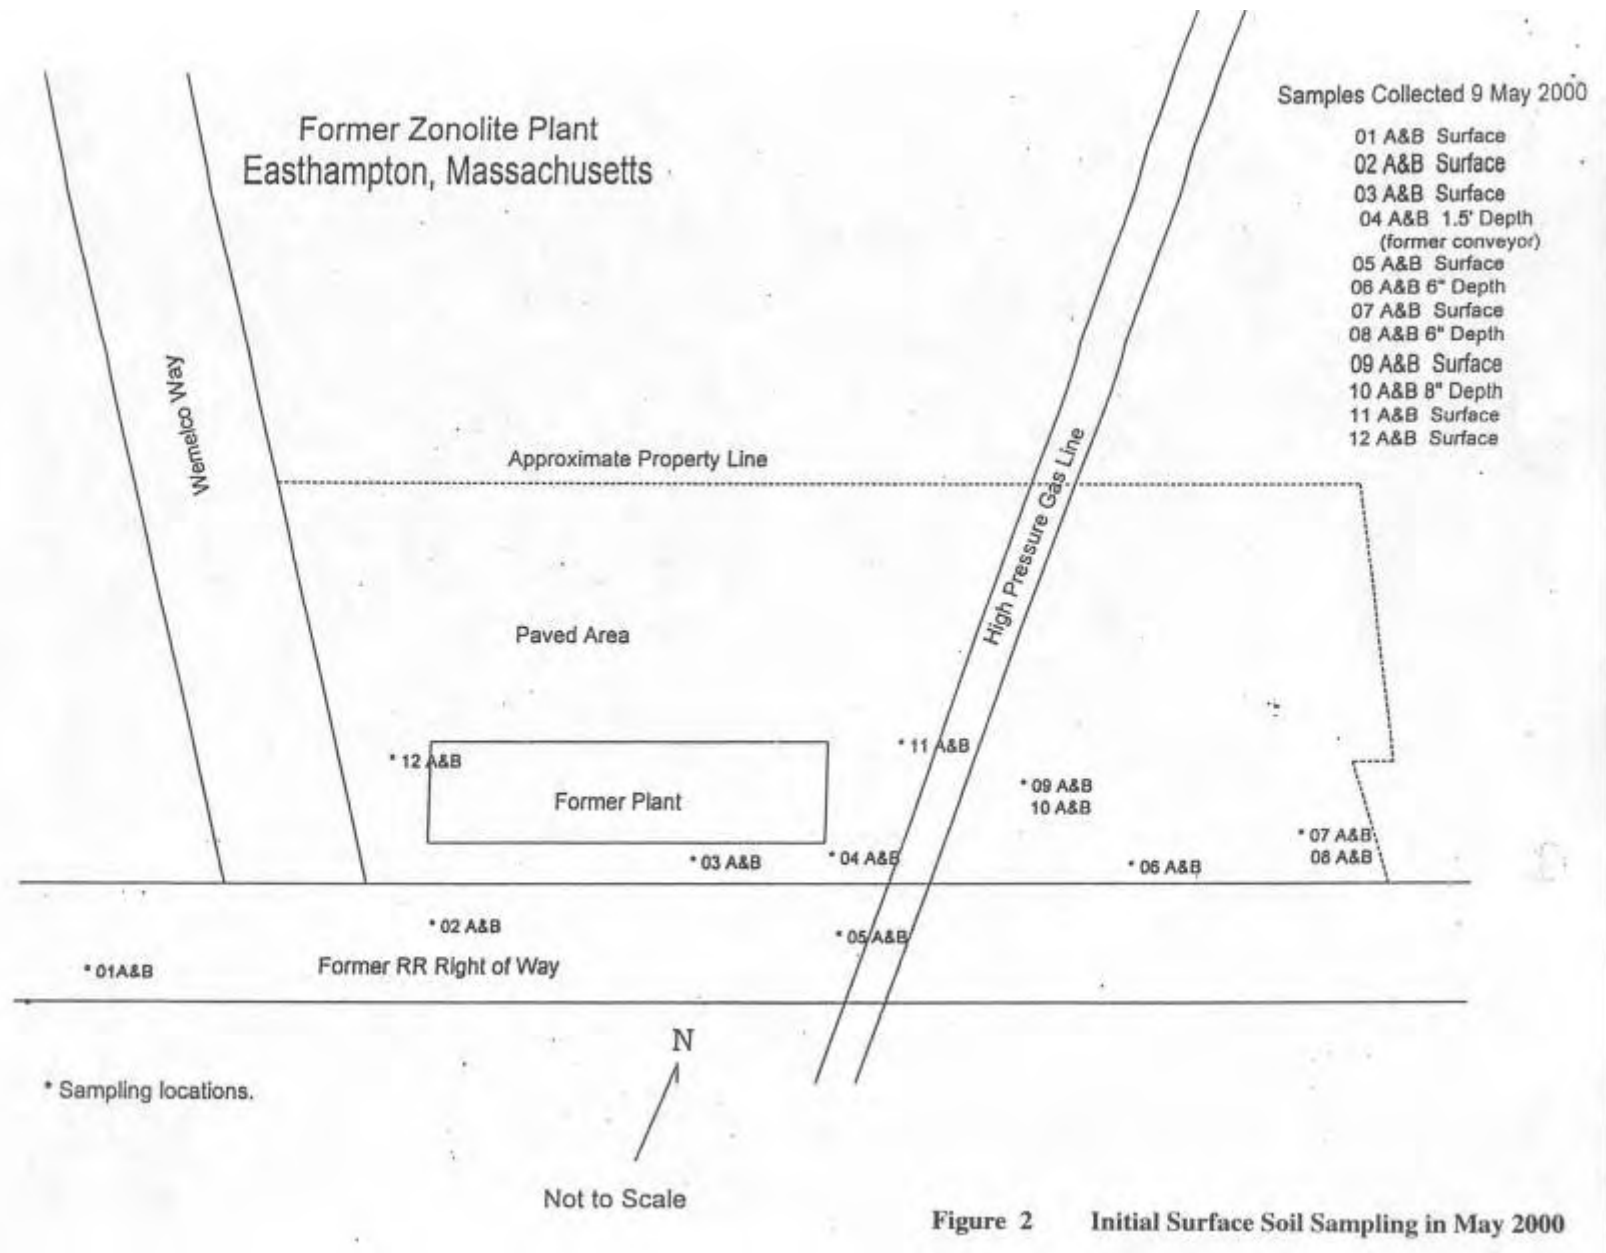 Former Zonolite Plant
Easthampton, Massachusetts
Samples Collected 9 May 2000
01 A&B Surface
02 A&B Surface
03 A&B Surface
04 A&B 1.5' Depth
(former conveyor)
05 A&B Surface
06 A&B 6" Depth
07 A&B Surface
08 A&B 6" Depth
09 A&B Surface
10 A&B 8" Depth
11 A&B Surface
12 A&B Surface
Wemelco Way
Approximate Property Line
High Pressure Gas Line
Paved Area
* 12 A&B
* 11 A&B
Former Plant
* 09 A&B
10 A&B
* 07 A&B
08 A&B
* 03 A&B
* 04 A&B
* 06 A&B
* 02 A&B
* 05 A&B
* 01A&B
Former RR Right of Way
N
* Sampling locations.
Not to Scale
Figure 2 Initial Surface Soil Sampling in May 2000